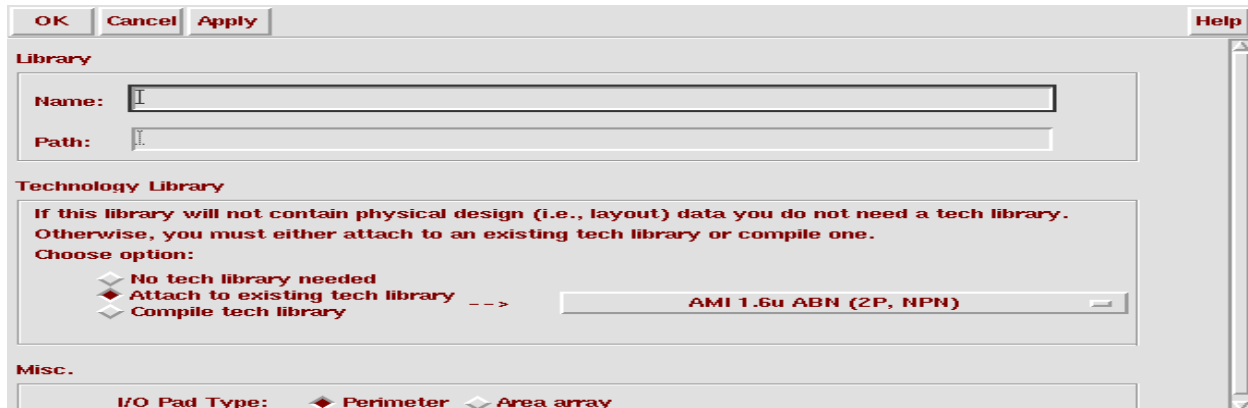 OK Cancel Apply Help
Library
Name:
Path:
Technology Library
If this library will not contain physical design (i.e., layout) data you do not need a tech library.
Otherwise, you must either attach to an existing tech library or compile one.
Choose option:
No tech library needed
Attach to existing tech library --> AMI 1.6u ABN (2P, NPN)
Compile tech library
Misc.
I/O Pad Type: Perimeter Area array